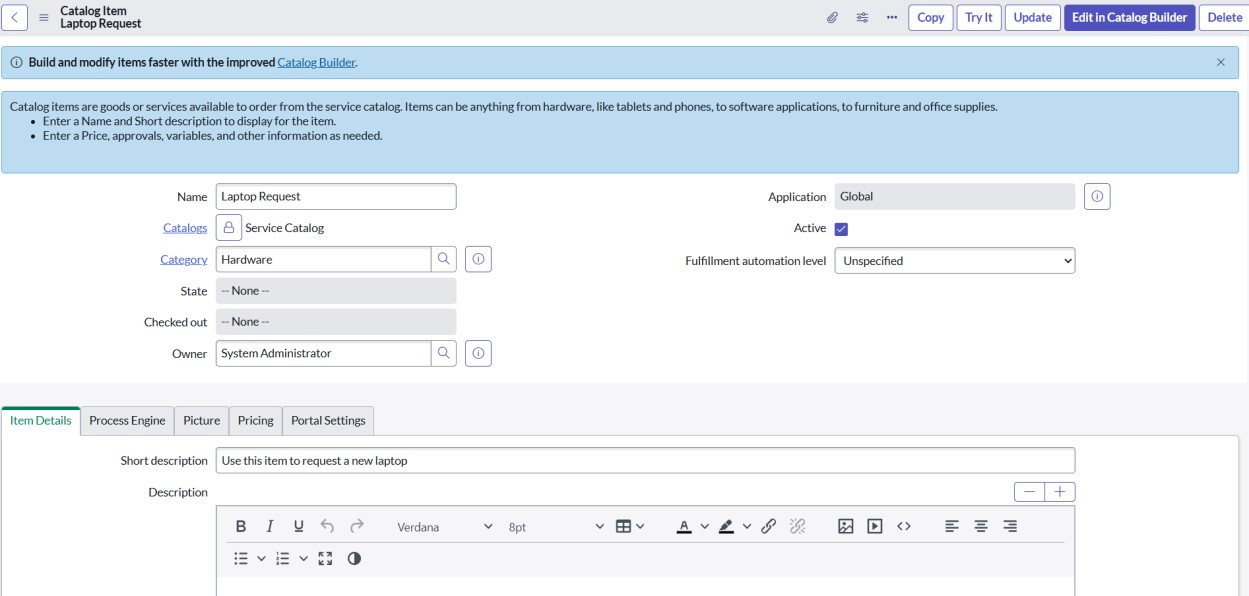 Catalog Item
Laptop Request
Copy
Try It
Update
Edit in Catalog Builder
Delete
Build and modify items faster with the improved Catalog Builder.
Catalog items are goods or services available to order from the service catalog. Items can be anything from hardware, like tablets and phones, to software applications, to furniture and office supplies.
• Enter a Name and Short description to display for the item.
• Enter a Price, approvals, variables, and other information as needed.
Name Laptop Request
Application Global
Catalogs Service Catalog
Active
Category Hardware
Fulfillment automation level Unspecified
State -- None --
Checked out -- None --
Owner System Administrator
Item Details
Process Engine
Picture
Pricing
Portal Settings
Short description Use this item to request a new laptop
Description
B I U Verdana 8pt A